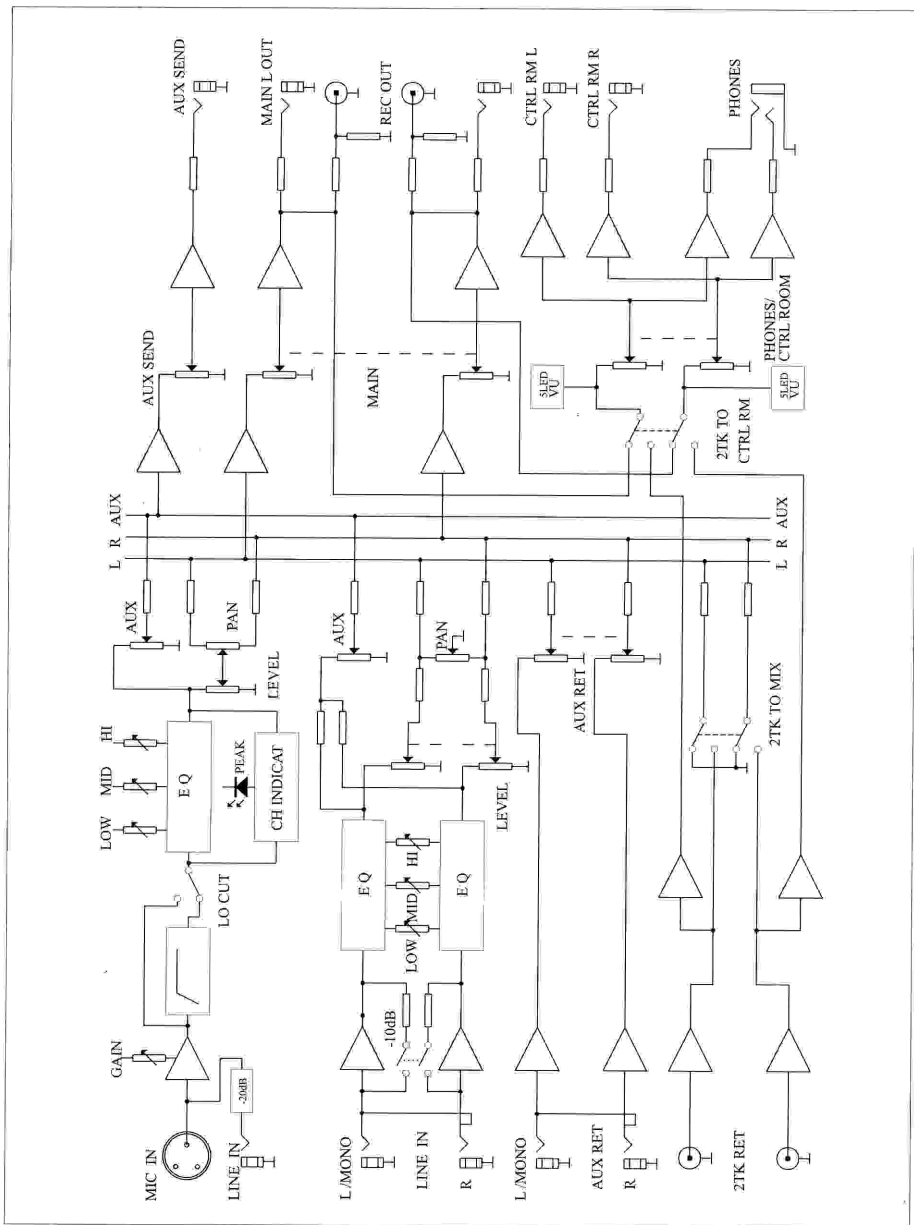 MIC IN
LINE IN
-20dB
GAIN
LO CUT
LOW
MID
HI
E Q
PEAK
CH INDICAT
LEVEL
AUX
PAN
L
R
AUX
AUX SEND
AUX SEND
MAIN L OUT
REC OUT
MAIN
L /MONO
LINE IN
R
-10dB
E Q
LOW
MID
HI
E Q
LEVEL
AUX
PAN
L /MONO
AUX RET
R
AUX RET
2TK RET
2TK TO MIX
L
R
AUX
5LED
VU
2TK TO
CTRL RM
5LED
VU
PHONES/
CTRL ROOM
CTRL RM L
CTRL RM R
PHONES